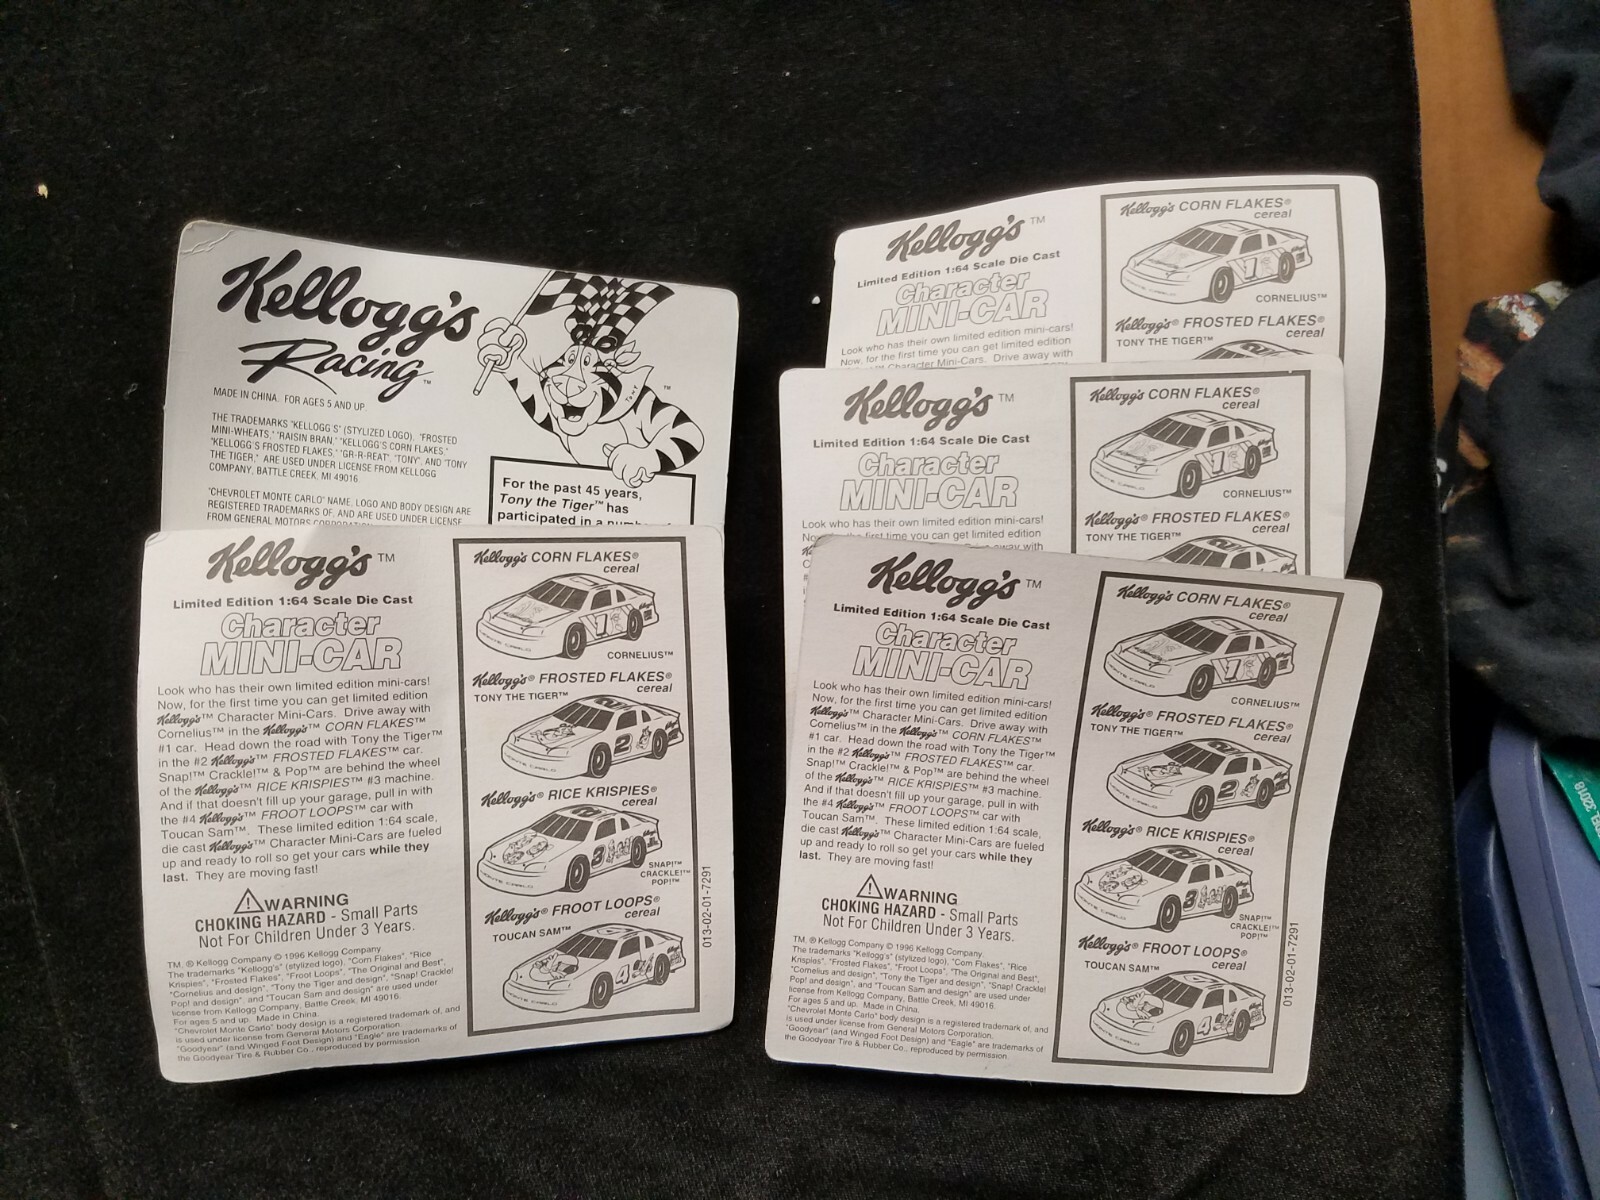 Kellogg's
Racing™
MADE IN CHINA. FOR AGES 5 AND UP.
THE TRADEMARKS "KELLOGG'S" (STYLIZED LOGO), "FROSTED
MINI-WHEATS," "RAISIN BRAN," "KELLOGG'S CORN FLAKES,"
"KELLOGG'S FROSTED FLAKES," "GR-R-REAT", "TONY", AND "TONY
THE TIGER," ARE USED UNDER LICENSE FROM KELLOGG
COMPANY, BATTLE CREEK, MI 49016.
"CHEVROLET MONTE CARLO" NAME, LOGO AND BODY DESIGN ARE
REGISTERED TRADEMARKS OF, AND ARE USED UNDER LICENSE
FROM GENERAL MOTORS CORPORATION
TONY
™
For the past 45 years,
Tony the Tiger™ has
participated in a number of
Kellogg's™
Limited Edition 1:64 Scale Die Cast
Character
MINI-CAR
Look who has their own limited edition mini-cars!
Now, for the first time you can get limited edition
Kellogg's™ Character Mini-Cars. Drive away with
Cornelius™ in the Kellogg's™ CORN FLAKES™
#1 car. Head down the road with Tony the Tiger™
in the #2 Kellogg's™ FROSTED FLAKES™ car.
Snap!™ Crackle!™ & Pop™ are behind the wheel
of the Kellogg's™ RICE KRISPIES™ #3 machine.
And if that doesn't fill up your garage, pull in with
the #4 Kellogg's™ FROOT LOOPS™ car with
Toucan Sam™. These limited edition 1:64 scale,
die cast Kellogg's™ Character Mini-Cars are fueled
up and ready to roll so get your cars while they
last. They are moving fast!
WARNING
CHOKING HAZARD - Small Parts
Not For Children Under 3 Years.
TM, ® Kellogg Company © 1996 Kellogg Company
The trademarks "Kellogg's" (stylized logo), "Corn Flakes", "Rice
Krispies", "Frosted Flakes", "Froot Loops", "The Original and Best",
"Cornelius and design", "Tony the Tiger and design", "Snap! Crackle!
Pop! and design", and "Toucan Sam and design" are used under
license from Kellogg Company, Battle Creek, MI 49016.
For ages 5 and up. Made in China.
"Chevrolet Monte Carlo" body design is a registered trademark of, and
is used under license from General Motors Corporation.
"Goodyear" (and Winged Foot Design) and "Eagle" are trademarks of
the Goodyear Tire & Rubber Co., reproduced by permission.
Kellogg's® CORN FLAKES®
cereal
1
CORNELIUS™
Kellogg's® FROSTED FLAKES®
cereal
TONY THE TIGER™
2
2
Kellogg's® RICE KRISPIES®
cereal
3
SNAP!™
CRACKLE!™
POP!™
Kellogg's® FROOT LOOPS®
cereal
TOUCAN SAM™
4
013-02-01-7291
Kellogg's™
Limited Edition 1:64 Scale Die Cast
Character
MINI-CAR
Look who has their own limited edition mini-cars!
Now, for the first time you can get limited edition
Character Mini-Cars. Drive away with
Kellogg's CORN FLAKES®
cereal
1
CORNELIUS™
Kellogg's® FROSTED FLAKES®
cereal
TONY THE TIGER™
Kellogg's™
Limited Edition 1:64 Scale Die Cast
Character
MINI-CAR
Look who has their own limited edition mini-cars!
first time you can get limited edition
away with
Kellogg's CORN FLAKES®
cereal
1
CORNELIUS™
Kellogg's® FROSTED FLAKES®
cereal
TONY THE TIGER™
2
Kellogg's™
Limited Edition 1:64 Scale Die Cast
Character
MINI-CAR
Look who has their own limited edition mini-cars!
Now, for the first time you can get limited edition
Kellogg's™ Character Mini-Cars. Drive away with
Cornelius™ in the Kellogg's™ CORN FLAKES™
#1 car. Head down the road with Tony the Tiger™
in the #2 Kellogg's™ FROSTED FLAKES™ car.
Snap!™ Crackle!™ & Pop™ are behind the wheel
of the Kellogg's™ RICE KRISPIES™ #3 machine.
And if that doesn't fill up your garage, pull in with
the #4 Kellogg's™ FROOT LOOPS™ car with
Toucan Sam™. These limited edition 1:64 scale,
die cast Kellogg's™ Character Mini-Cars are fueled
up and ready to roll so get your cars while they
last. They are moving fast!
WARNING
CHOKING HAZARD - Small Parts
Not For Children Under 3 Years.
TM, ® Kellogg Company © 1996 Kellogg Company
The trademarks "Kellogg's" (stylized logo), "Corn Flakes", "Rice
Krispies", "Frosted Flakes", "Froot Loops", "The Original and Best",
"Cornelius and design", "Tony the Tiger and design", "Snap! Crackle!
Pop! and design", and "Toucan Sam and design" are used under
license from Kellogg Company, Battle Creek, MI 49016.
For ages 5 and up. Made in China.
"Chevrolet Monte Carlo" body design is a registered trademark of, and
is used under license from General Motors Corporation.
"Goodyear" (and Winged Foot Design) and "Eagle" are trademarks of
the Goodyear Tire & Rubber Co., reproduced by permission.
Kellogg's CORN FLAKES®
cereal
1
CORNELIUS™
Kellogg's® FROSTED FLAKES®
cereal
TONY THE TIGER™
2
2
Kellogg's® RICE KRISPIES®
cereal
3
SNAP!™
CRACKLE!™
POP!™
Kellogg's® FROOT LOOPS®
cereal
TOUCAN SAM™
4
013-02-01-7291
32018